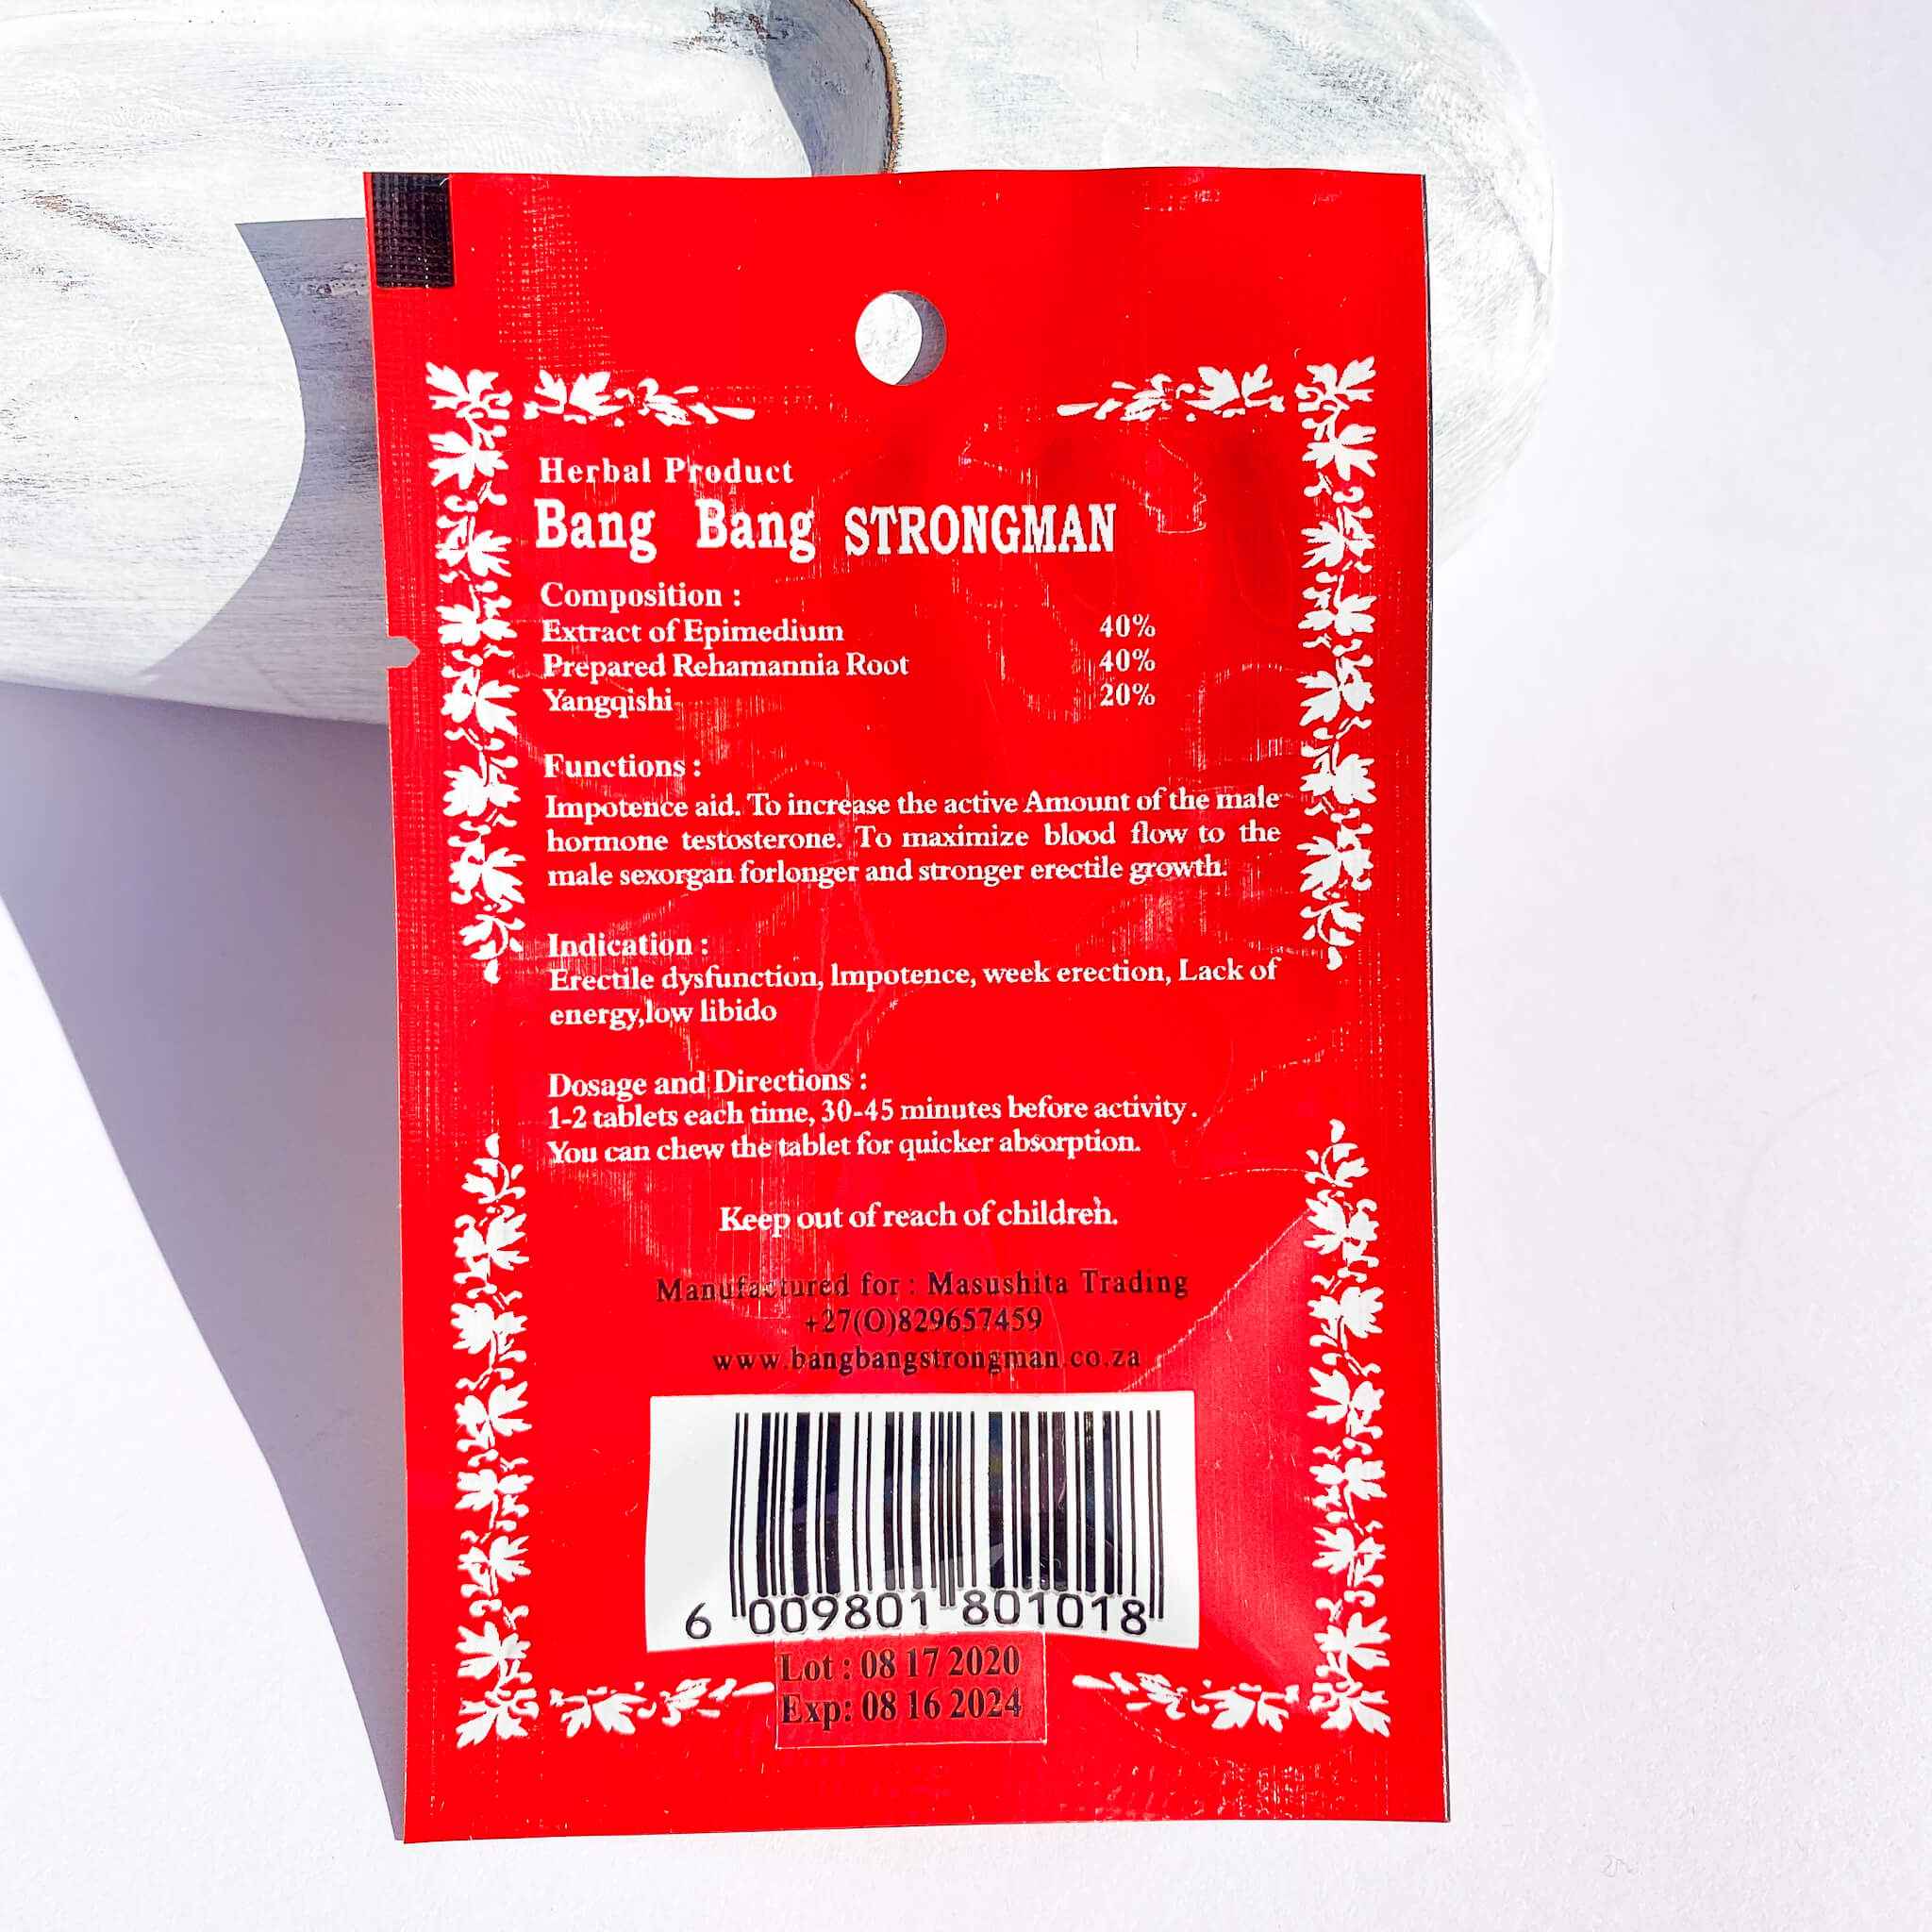 Herbal Product
Bang Bang STRONGMAN
Composition :
Extract of Epimedium 40%
Prepared Rehamannia Root 40%
Yangqishi 20%
Functions :
Impotence aid. To increase the active Amount of the male
hormone testosterone. To maximize blood flow to the
male sexorgan forlonger and stronger erectile growth.
Indication :
Erectile dysfunction, lmpotence, week erection, Lack of
energy,low libido
Dosage and Directions :
1-2 tablets each time, 30-45 minutes before activity.
You can chew the tablet for quicker absorption.
Keep out of reach of children.
Manufactured for : Masushita Trading
+27(O)829657459
www.bangbangstrongman.co.za
6 009801 801018
Lot : 08 17 2020
Exp: 08 16 2024